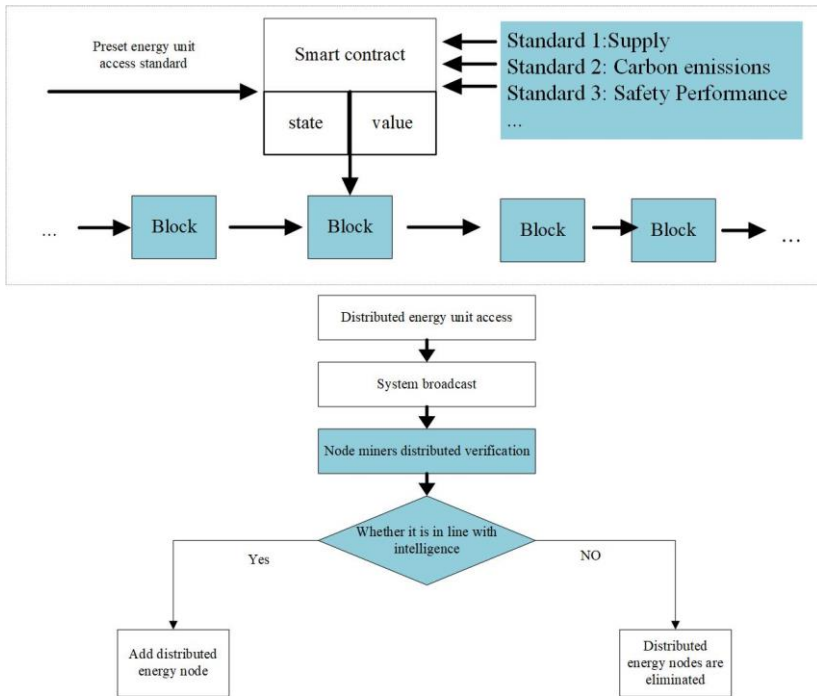 Preset energy unit
access standard
Smart contract
state
value
Standard 1:Supply
Standard 2: Carbon emissions
Standard 3: Safety Performance
...
...
Block
Block
Block
Block
...
Distributed energy unit access
System broadcast
Node miners distributed verification
Whether it is in line with
intelligence
Yes
NO
Add distributed
energy node
Distributed
energy nodes are
eliminated